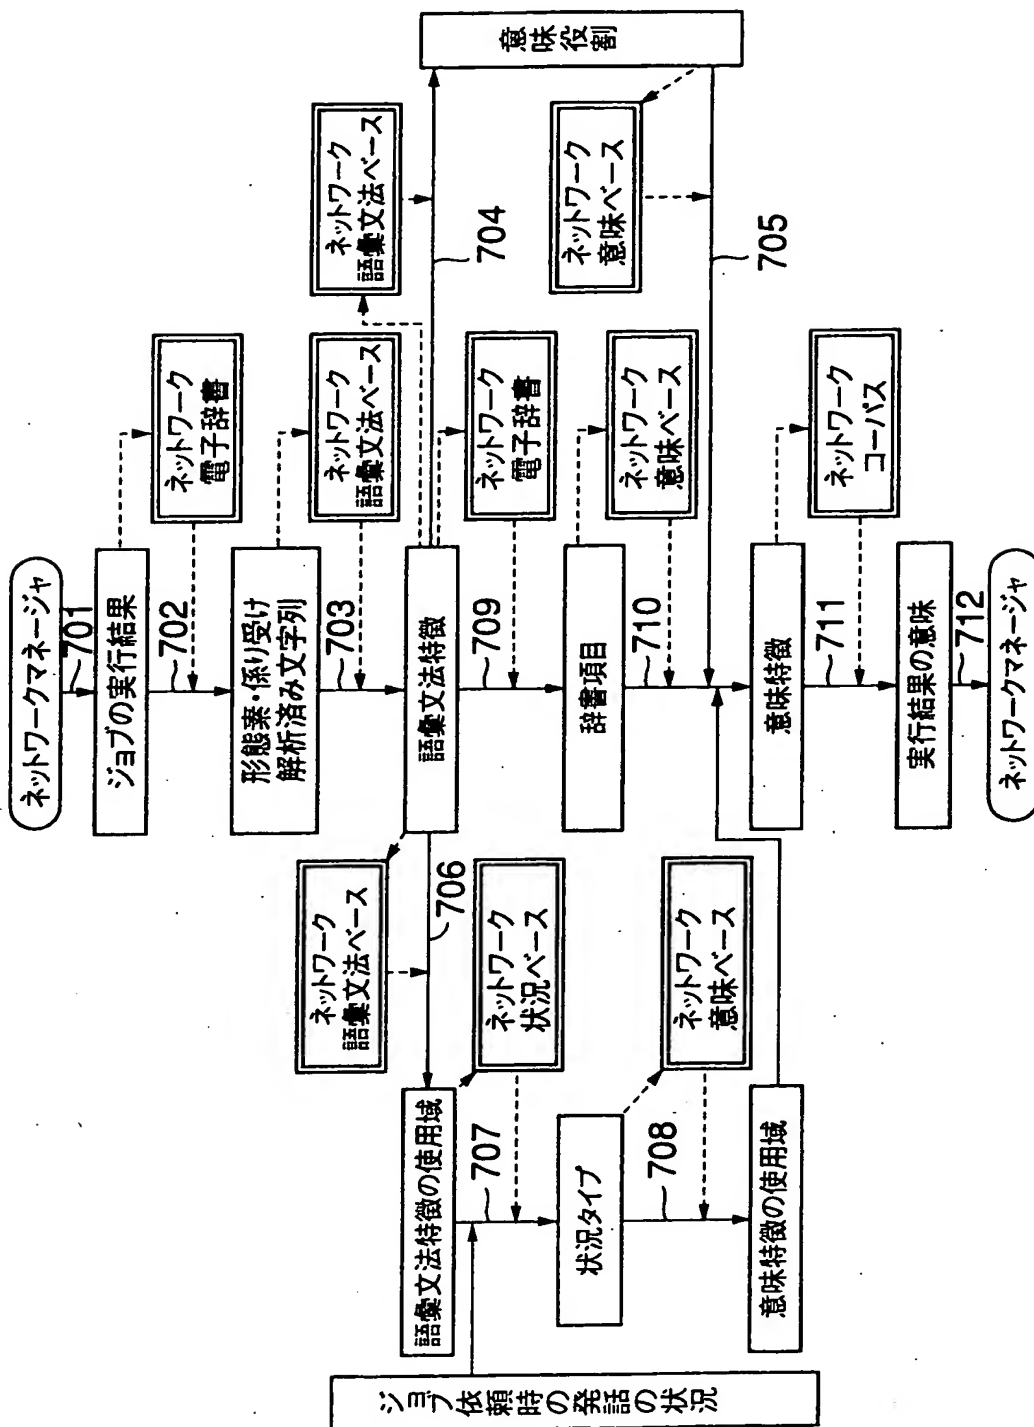 ネットワークマネージャ
701
ジョブの実行結果
ネットワーク
電子辞書
702
形態素・係り受け
解析済み文字列
ネットワーク
語彙文法ベース
703
ネットワーク
語彙文法ベース
704
意味役割
語彙文法特徴
ネットワーク
語彙文法ベース
706
語彙文法特徴の使用域
ネットワーク
状況ベース
707
ジョブ依頼時の発話の状況
ネットワーク
電子辞書
709
辞書項目
ネットワーク
意味ベース
710
ネットワーク
意味ベース
705
状況タイプ
ネットワーク
意味ベース
708
意味特徴の使用域
意味特徴
ネットワーク
コーパス
711
実行結果の意味
712
ネットワークマネージャ